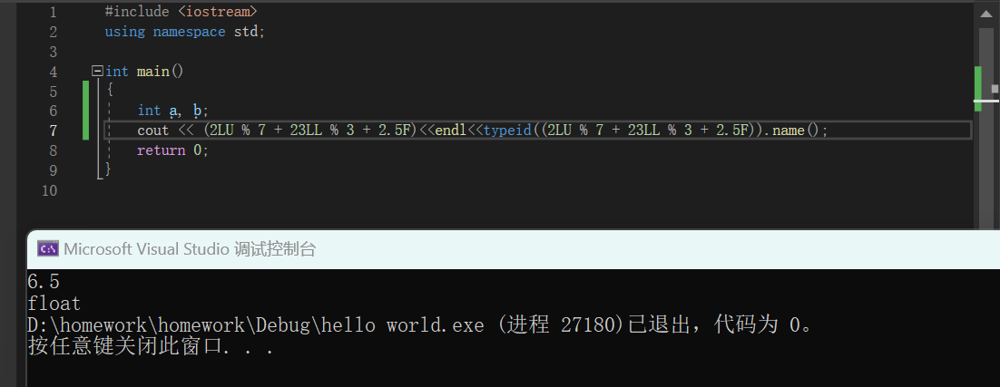 1 #include <iostream>
2 using namespace std;
3
4 int main()
5 {
6 int a, b;
7 cout << (2LU % 7 + 23LL % 3 + 2.5F)<<endl<<typeid((2LU % 7 + 23LL % 3 + 2.5F)).name();
8 return 0;
9 }
10
C:\ Microsoft Visual Studio 调试控制台
6.5
float
D:\homework\homework\Debug\hello world.exe (进程 27180)已退出，代码为 0。
按任意键关闭此窗口. . .